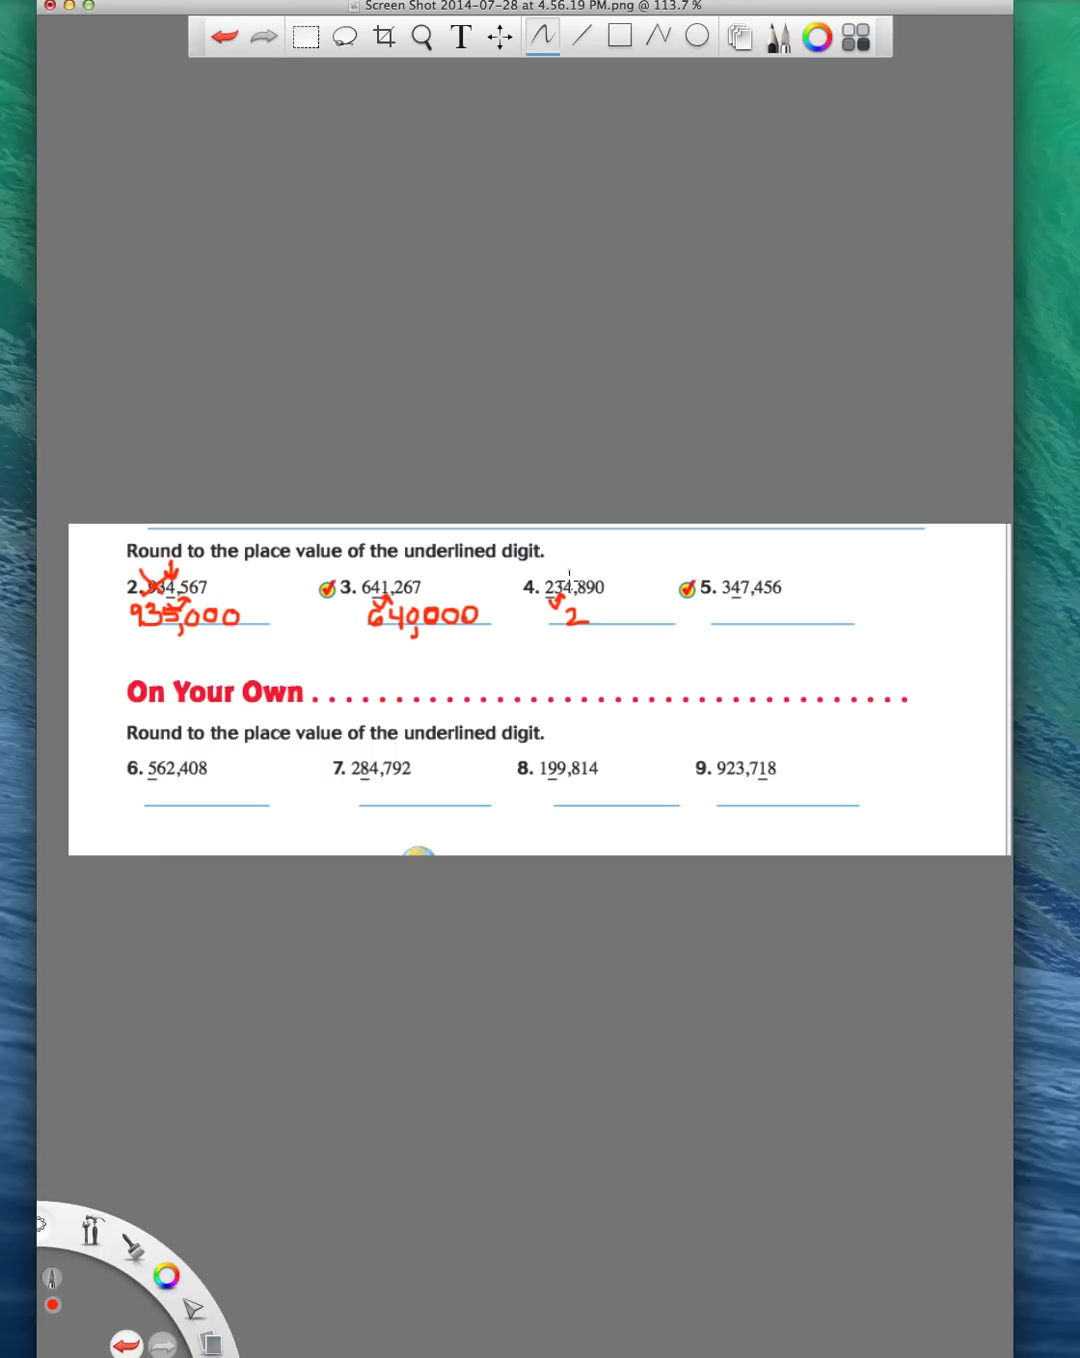 Screen Shot 2014-07-28 at 4.56.19 PM.png @ 113.7 %
T
Round to the place value of the underlined digit.
2. 934,567 3. 641,267 4. 234,890 5. 347,456
935,000 640,000 2
On Your Own
Round to the place value of the underlined digit.
6. 562,408 7. 284,792 8. 199,814 9. 923,718